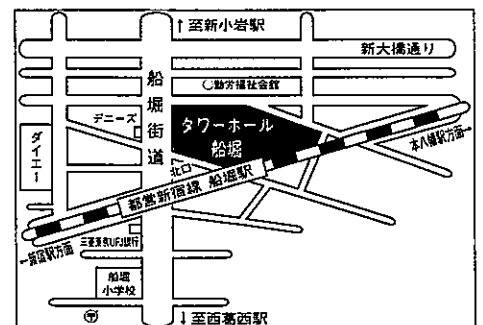 ↑至新小岩駅
新大橋通り
船堀街道
○勤労福祉会館
デニーズ
タワーホール
船堀
ダイエー
本八幡駅方面→
北口
都営新宿線 船堀駅
三菱東京UFJ銀行
←新宿駅方面
船堀
小学校
〒
↓至西葛西駅